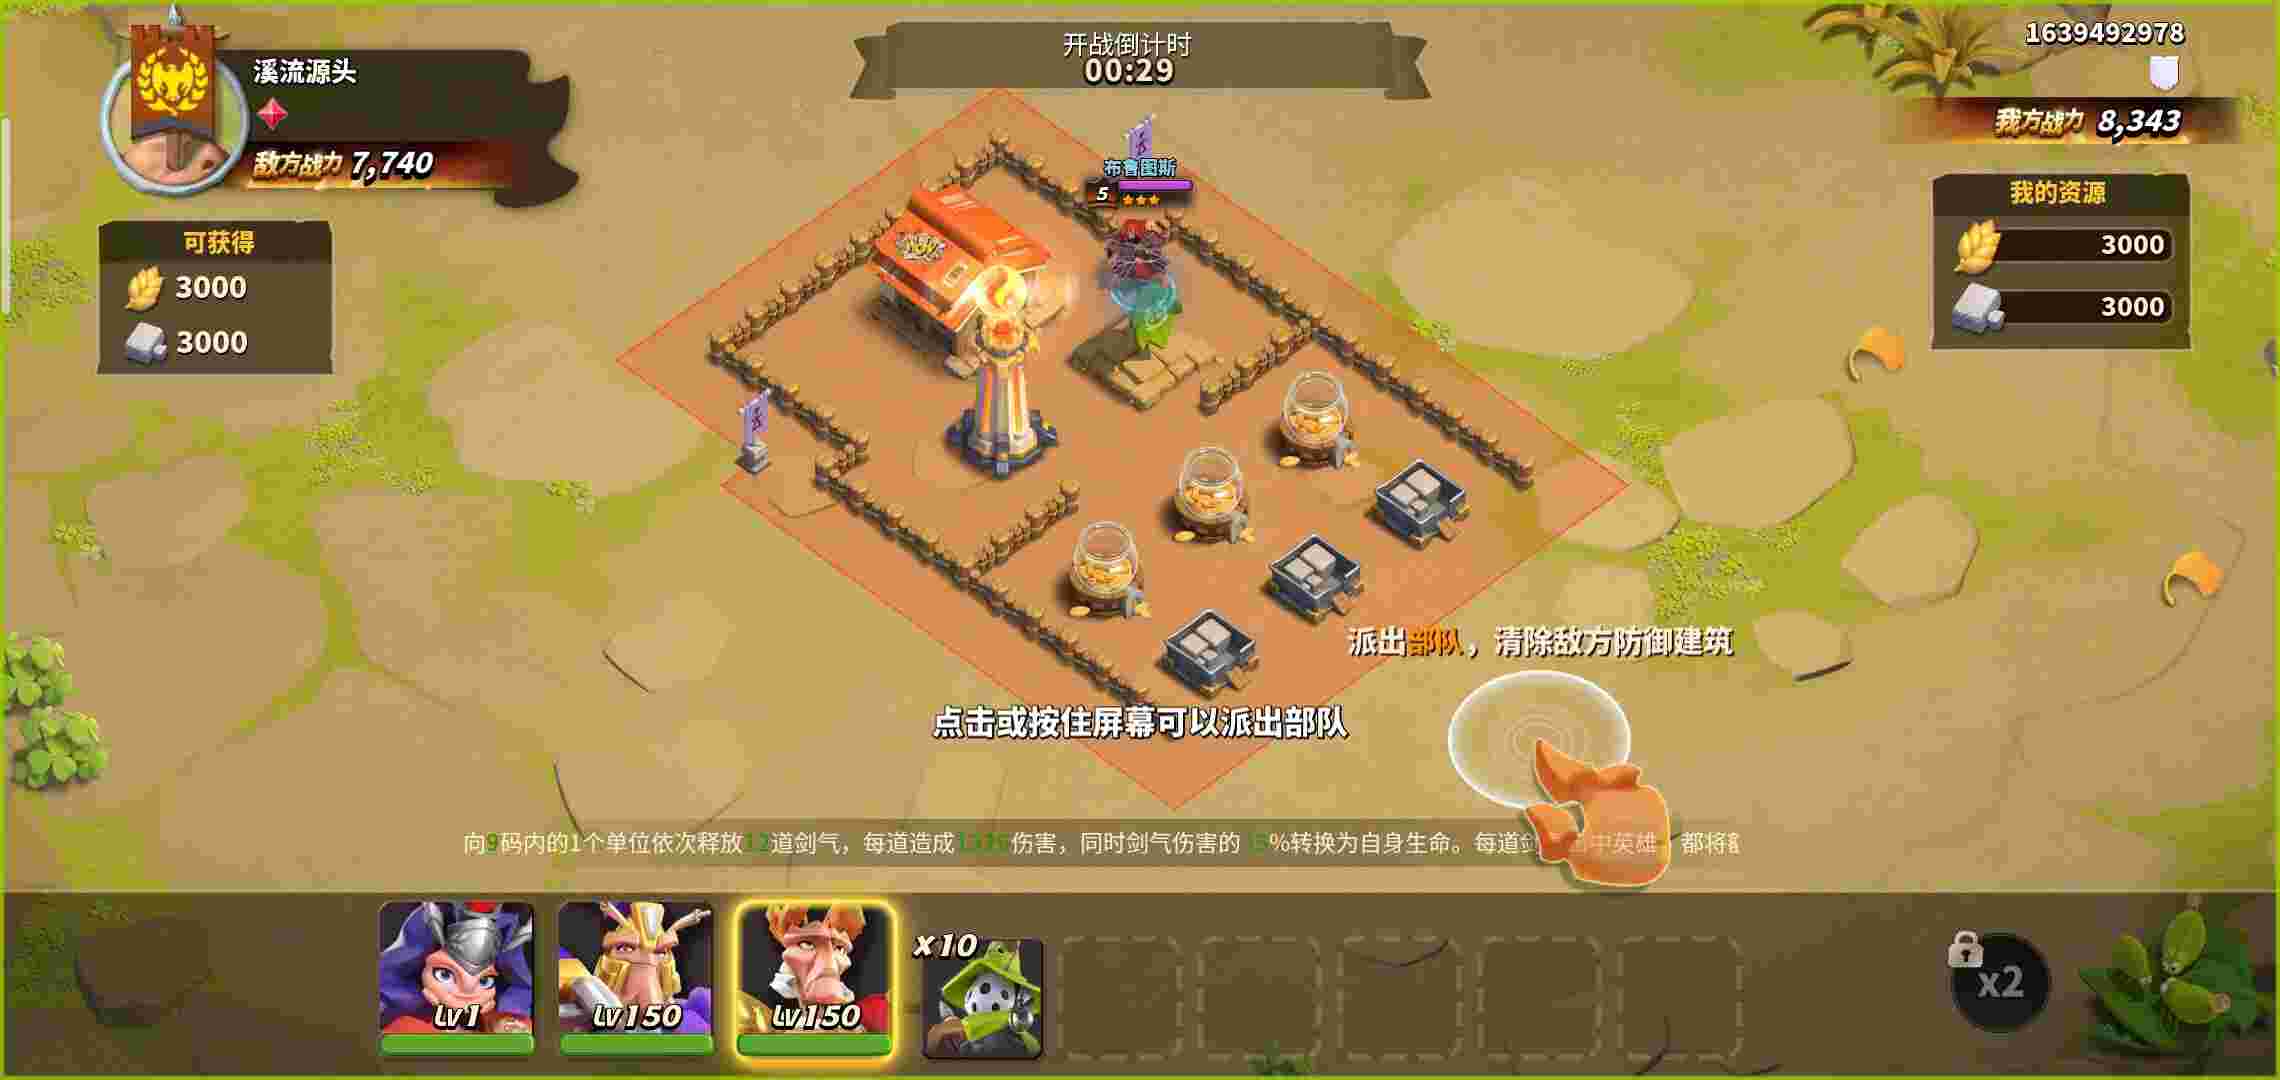 开战倒计时
00:29
溪流源头
敌方战力 7,740
可获得
3000
3000
1639492978
我方战力 8,343
我的资源
3000
3000
布鲁图斯
5
派出部队，清除敌方防御建筑
点击或按住屏幕可以派出部队
向9码内的1个单位依次释放12道剑气，每道造成1376伤害，同时剑气伤害的 %转换为自身生命。每道剑 中英雄 都将
Lv1
Lv150
Lv150
x10
x2